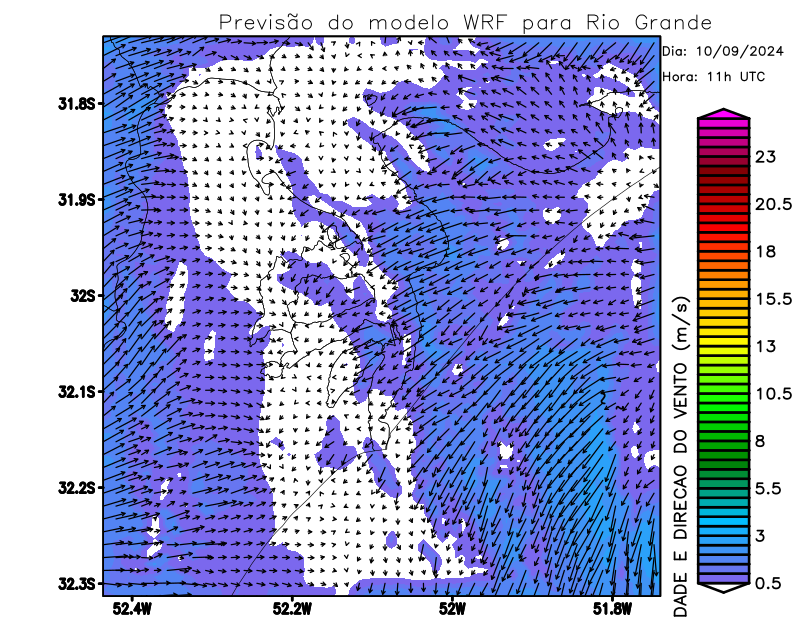 Previsão do modelo WRF para Rio Grande
Dia: 10/09/2024
Hora: 11h UTC
31.8S
31.9S
32S
32.1S
32.2S
32.3S
52.4W
52.2W
52W
51.8W
23
20.5
18
15.5
13
10.5
8
5.5
3
0.5
DADE E DIRECAO DO VENTO (m/s)